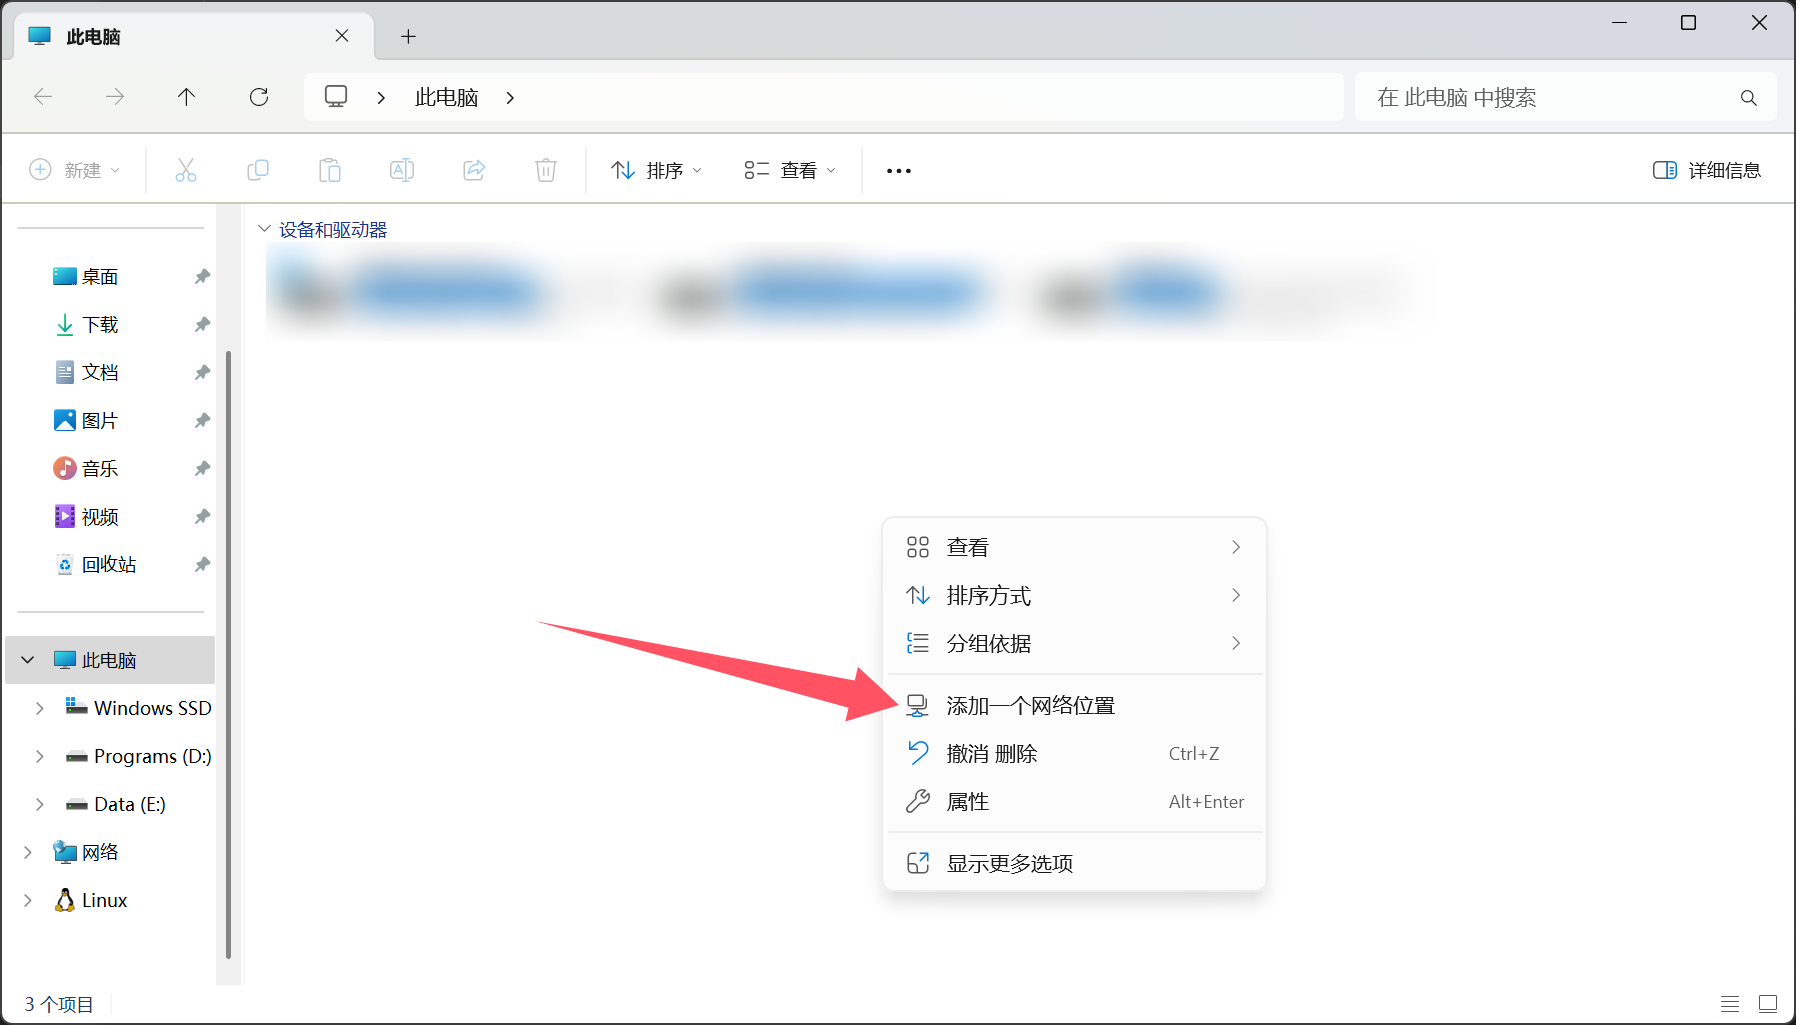 此电脑
此电脑
在 此电脑 中搜索
新建
排序
查看
详细信息
桌面
下载
文档
图片
音乐
视频
回收站
此电脑
Windows SSD
Programs (D:)
Data (E:)
网络
Linux
设备和驱动器
查看
排序方式
分组依据
添加一个网络位置
撤消 删除 Ctrl+Z
属性 Alt+Enter
显示更多选项
3 个项目